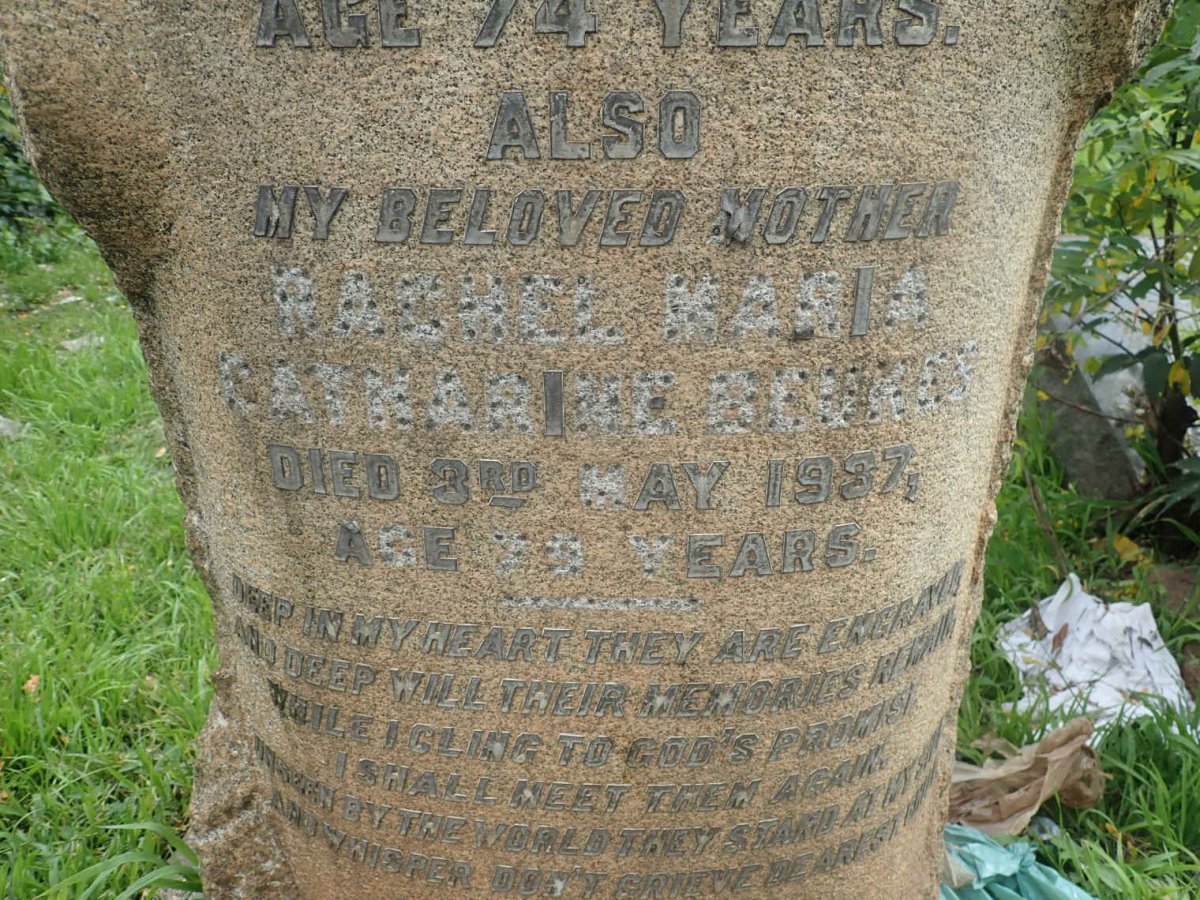 AGE 74 YEARS.
ALSO
MY BELOVED MOTHER
RACHEL MARIA
CATHARINE BEUKES
DIED 3RD MAY 1937,
AGE 79 YEARS.
DEEP IN MY HEART THEY ARE ENGRAVED
AND DEEP WILL THEIR MEMORIES REMAIN
WHILE I CLING TO GOD'S PROMISE
I SHALL MEET THEM AGAIN.
UNSEEN BY THE WORLD THEY STAND AT MY SIDE
AND WHISPER DON'T GRIEVE DEAREST